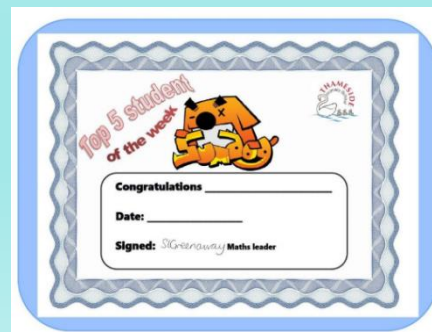 Top 5 student
of the week
THAMESIDE
Sumdog
Congratulations
Date:
Signed: SGreenaway Maths leader